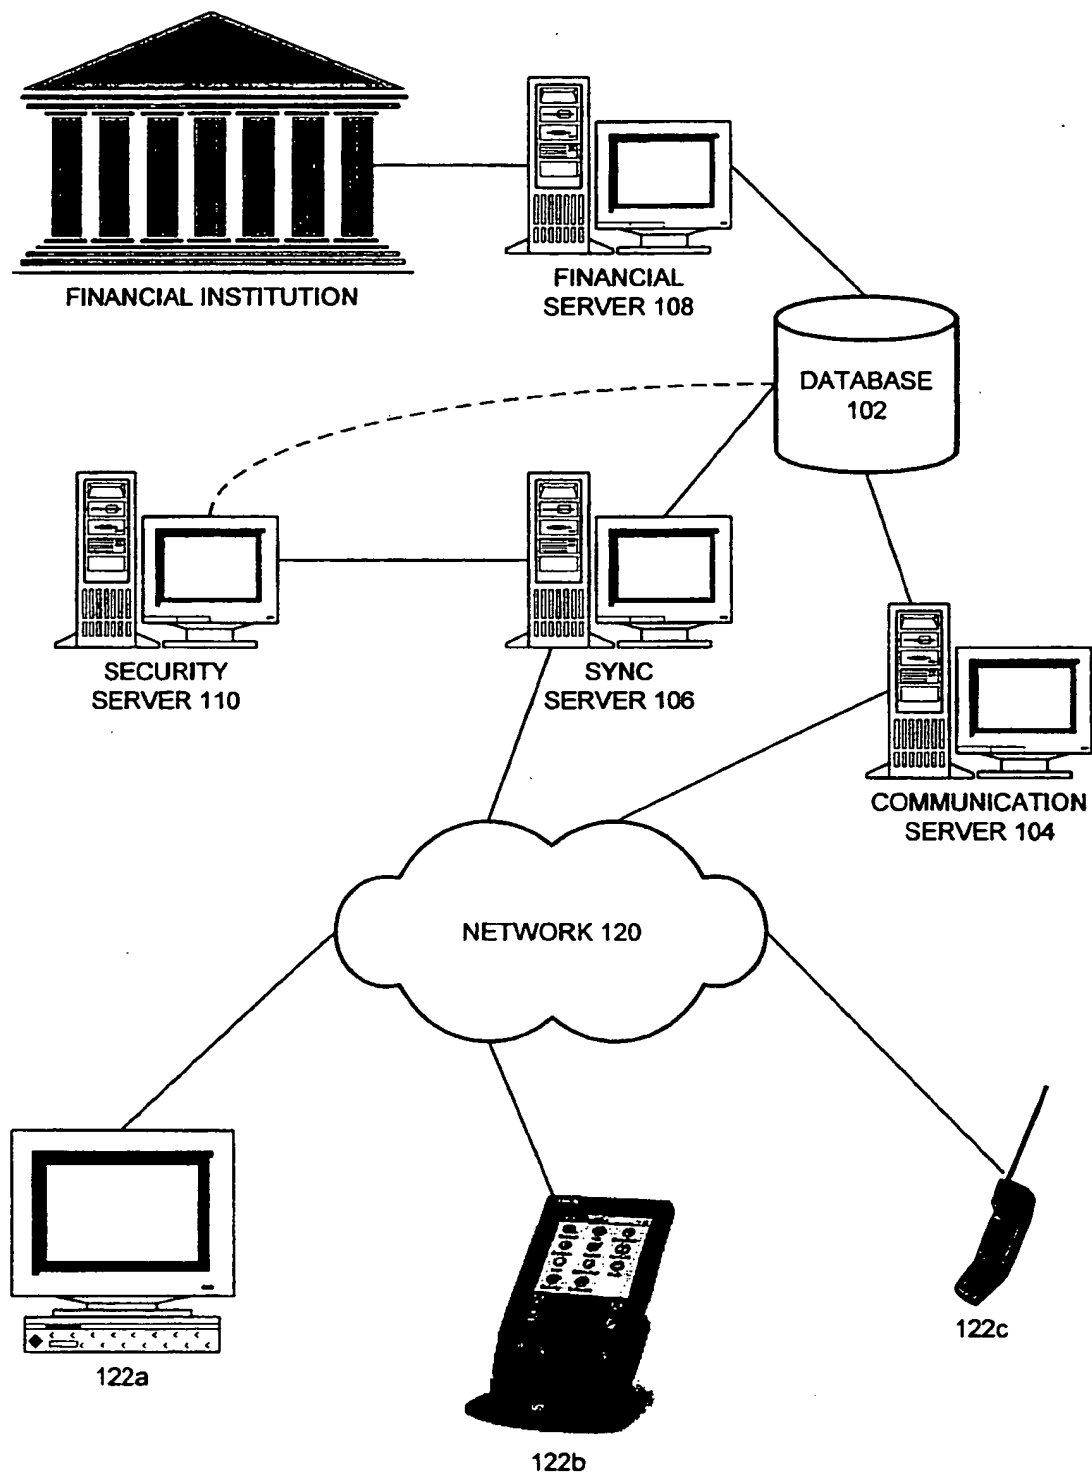 FINANCIAL INSTITUTION
FINANCIAL
SERVER 108
DATABASE
102
SECURITY
SERVER 110
SYNC
SERVER 106
COMMUNICATION
SERVER 104
NETWORK 120
122a
122b
122c